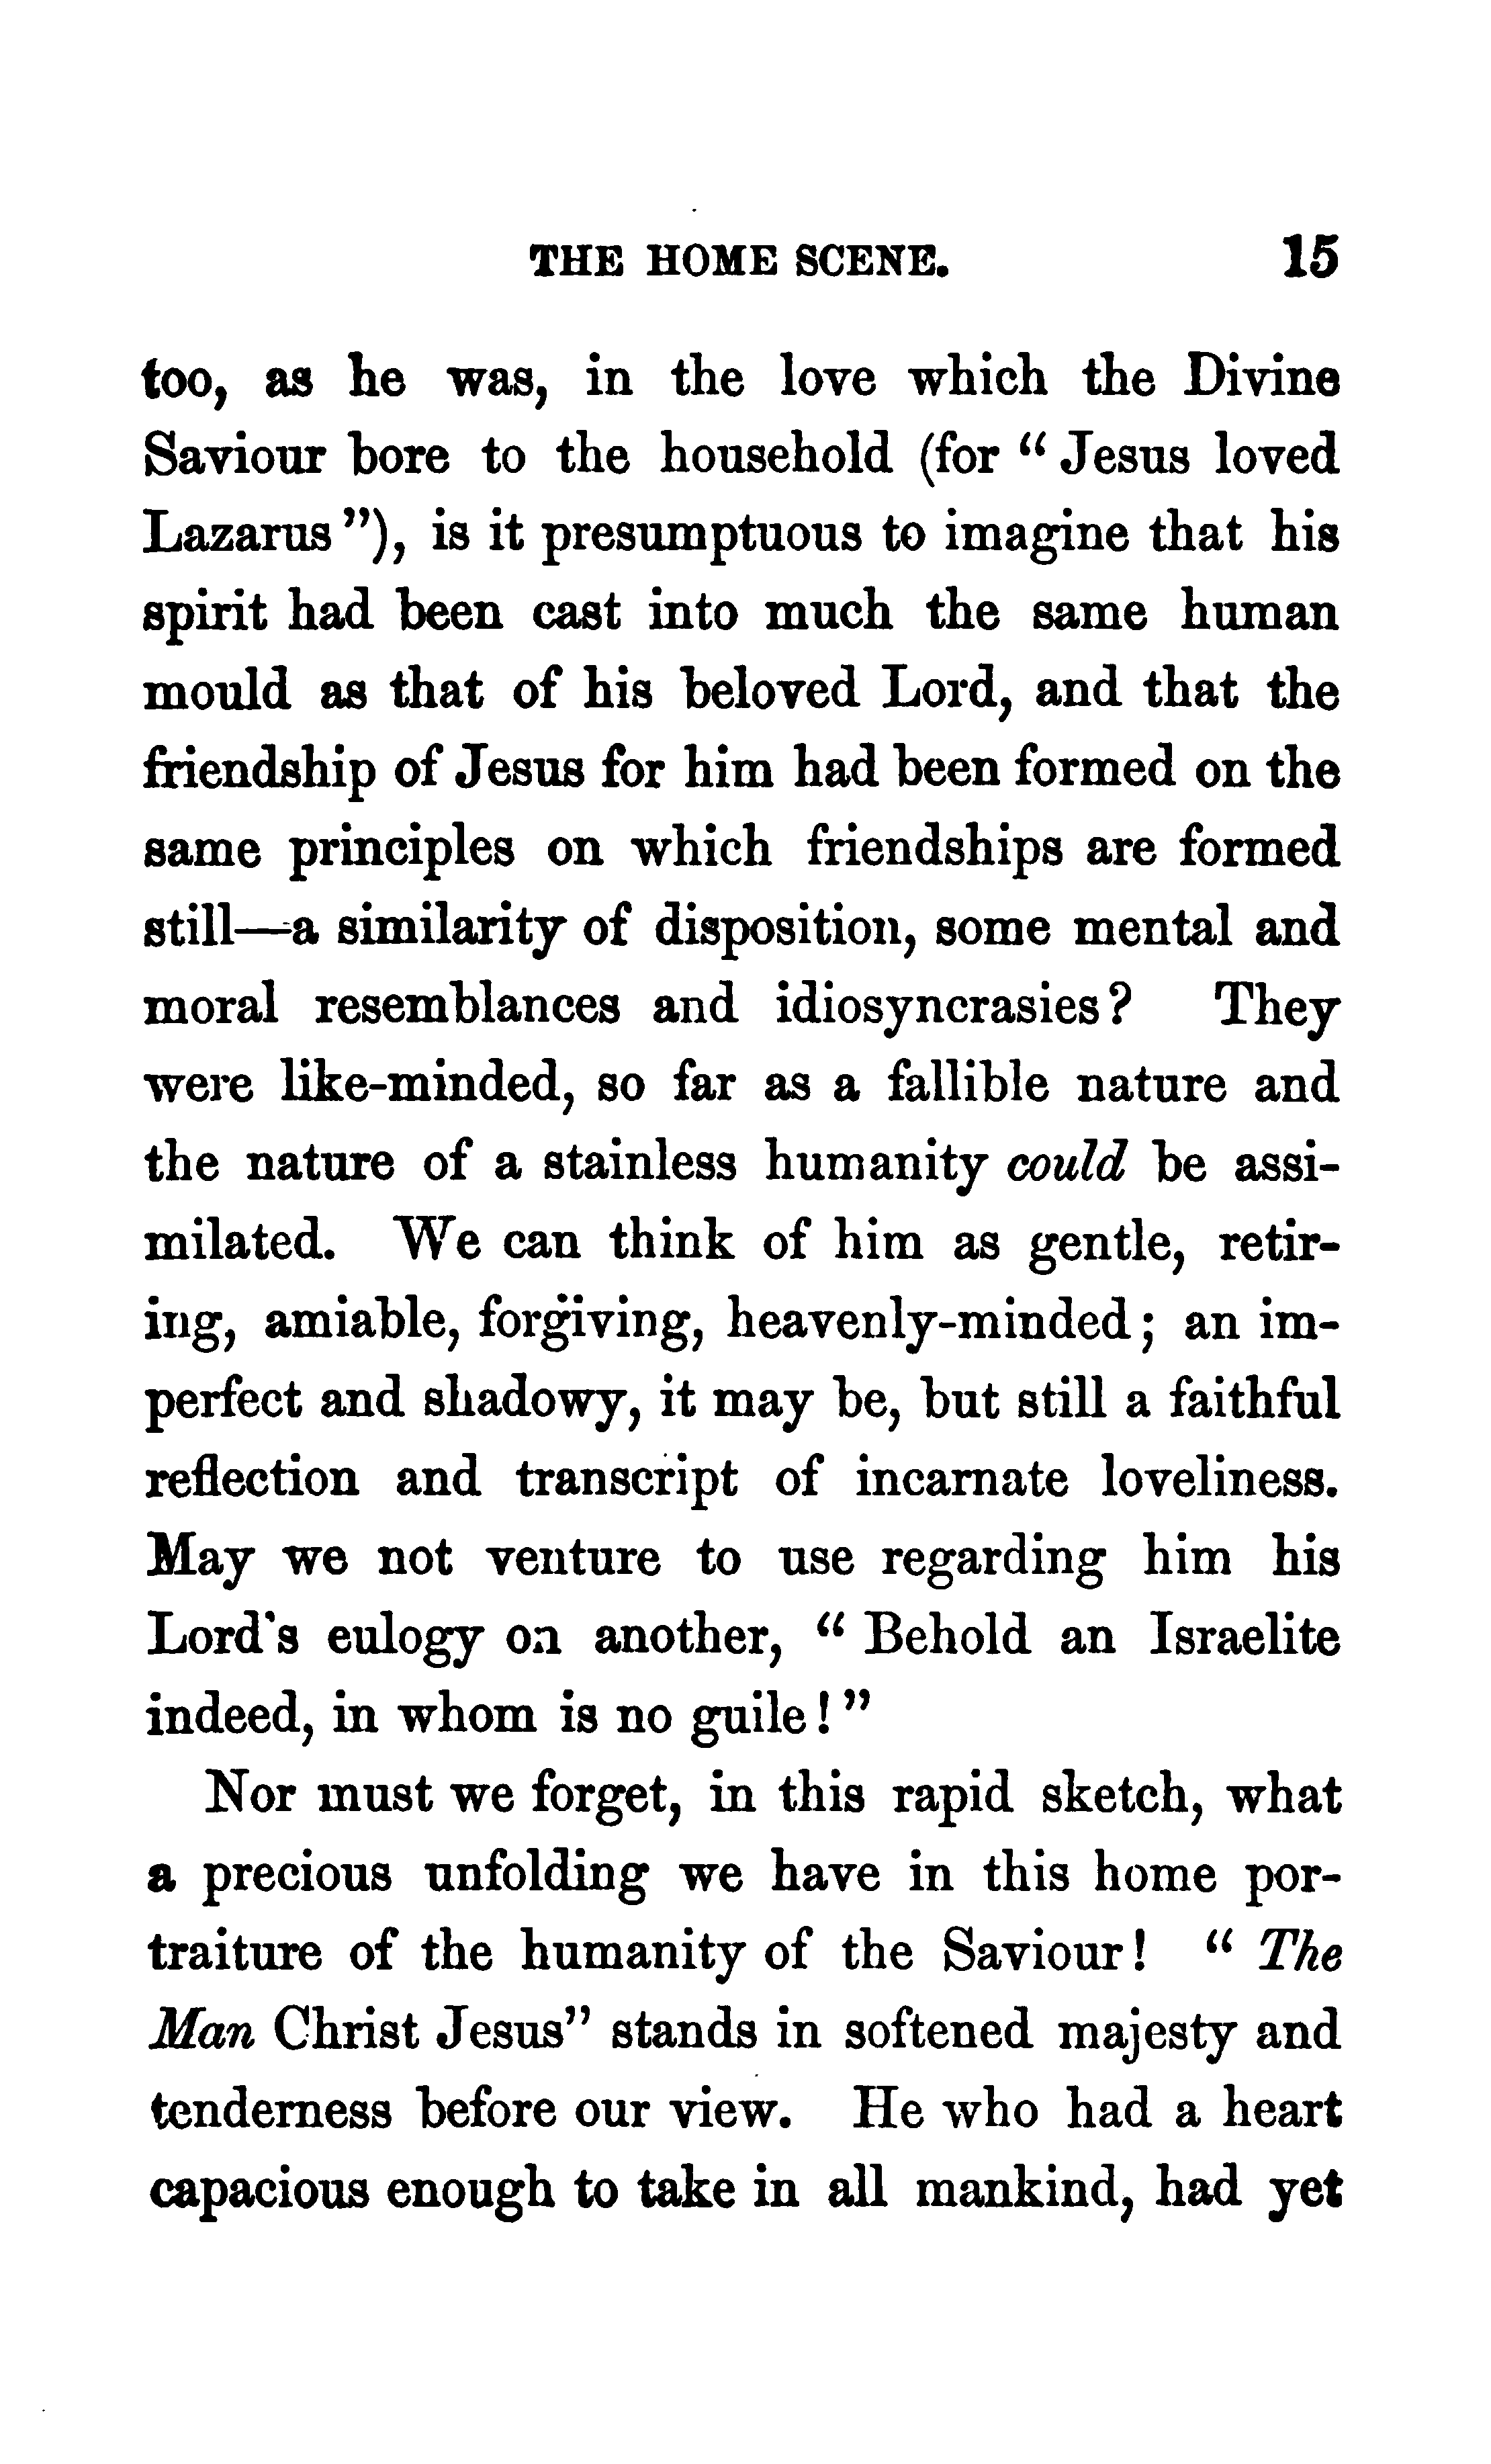 THE HOME SCENE. 15
too, as he was, in the love which the Divine
Saviour bore to the household (for “ Jesus loved
Lazarus ”), is it presumptuous to imagine that his
spirit had been cast into much the same human
mould as that of his beloved Lord, and that the
friendship of Jesus for him had been formed on the
same principles on which friendships are formed
still—a similarity of disposition, some mental and
moral resemblances and idiosyncrasies? They
were like-minded, so far as a fallible nature and
the nature of a stainless humanity could be assi-
milated. We can think of him as gentle, retir-
ing, amiable, forgiving, heavenly-minded; an im-
perfect and shadowy, it may be, but still a faithful
reflection and transcript of incarnate loveliness.
May we not venture to use regarding him his
Lord's eulogy on another, “ Behold an Israelite
indeed, in whom is no guile! ”
Nor must we forget, in this rapid sketch, what
a precious unfolding we have in this home por-
traiture of the humanity of the Saviour! “ The
Man Christ Jesus” stands in softened majesty and
tenderness before our view. He who had a heart
capacious enough to take in all mankind, had yet